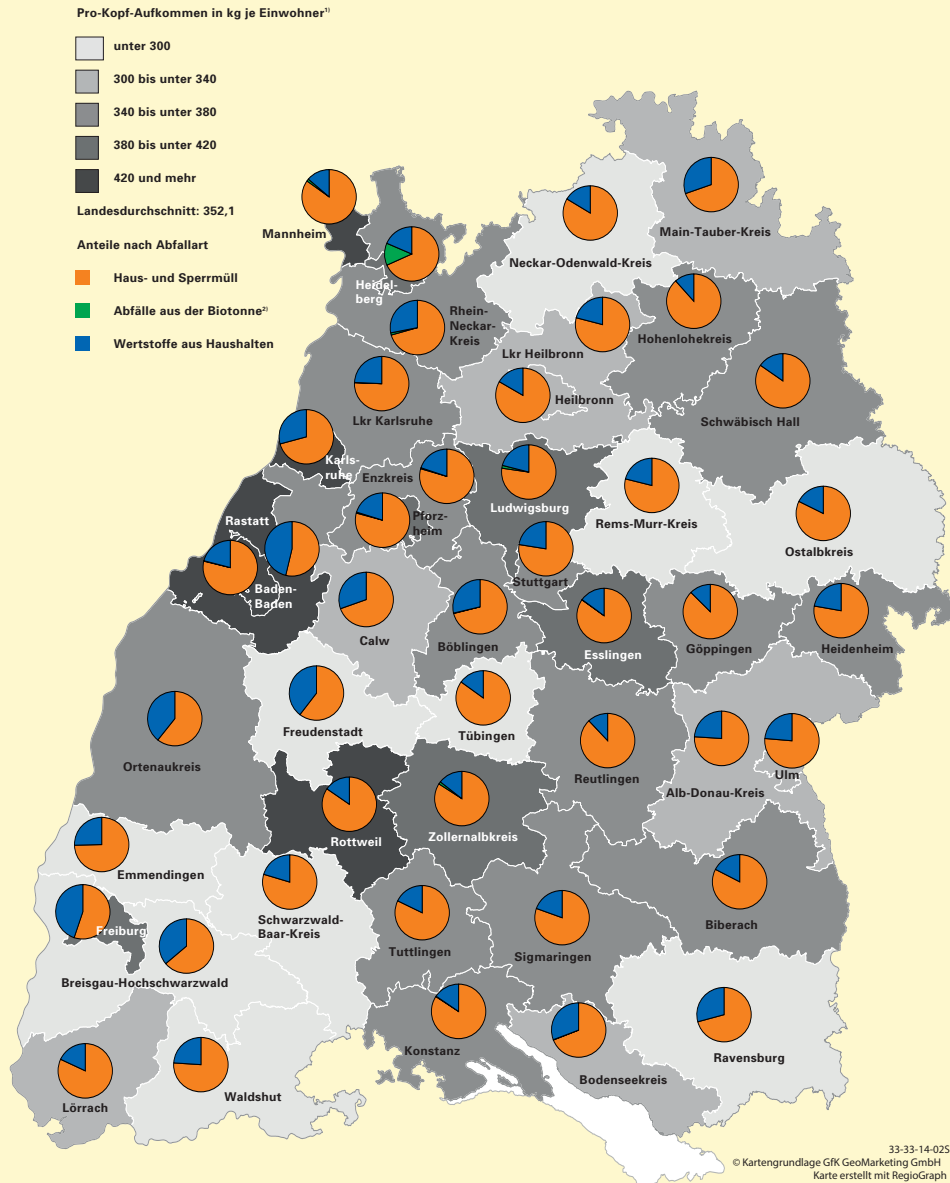 Pro-Kopf-Aufkommen in kg je Einwohner¹⁾
unter 300
300 bis unter 340
340 bis unter 380
380 bis unter 420
420 und mehr
Landesdurchschnitt: 352,1
Anteile nach Abfallart
Haus- und Sperrmüll
Abfälle aus der Biotonne²⁾
Wertstoffe aus Haushalten
Mannheim
Main-Tauber-Kreis
Neckar-Odenwald-Kreis
Heidel-
berg
Rhein-
Neckar-
Kreis
Hohenlohekreis
Lkr Heilbronn
Heilbronn
Lkr Karlsruhe
Schwäbisch Hall
Karls-
ruhe
Enzkreis
Pforz-
heim
Ludwigsburg
Rems-Murr-Kreis
Rastatt
Ostalbkreis
Stuttgart
Baden-
Baden
Calw
Böblingen
Esslingen
Göppingen
Heidenheim
Freudenstadt
Tübingen
Ortenaukreis
Reutlingen
Ulm
Alb-Donau-Kreis
Rottweil
Zollernalbkreis
Emmendingen
Schwarzwald-
Baar-Kreis
Biberach
Freiburg
Tuttlingen
Sigmaringen
Breisgau-Hochschwarzwald
Konstanz
Ravensburg
Bodenseekreis
Waldshut
Lörrach
33-33-14-02S
© Kartengrundlage GfK GeoMarketing GmbH
Karte erstellt mit RegioGraph